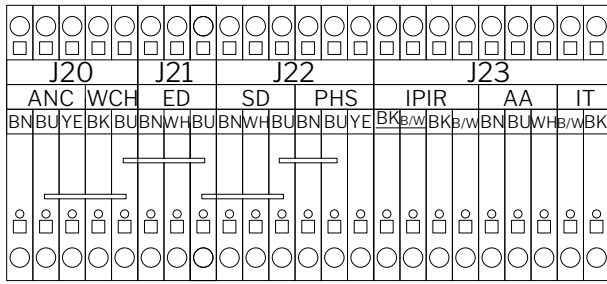 J20 J21 J22 J23
ANC WCH ED SD PHS IPIR AA IT
BN BU YE BK BU BN WH BU BN WH BU BN BU YE BK B/W BK B/W BN BU WH B/W BK